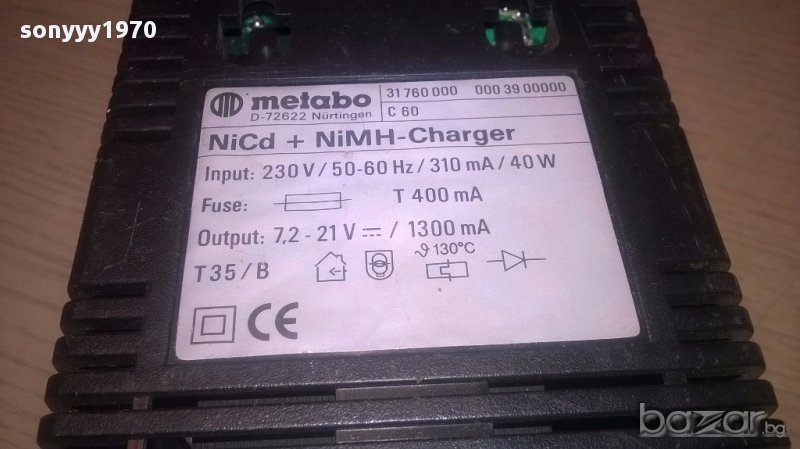 sonyyy1970
metabo
D-72622 Nürtingen
31 760 000 000 39 00000
C 60
NiCd + NiMH-Charger
Input: 230 V / 50-60 Hz / 310 mA / 40 W
Fuse: T 400 mA
Output: 7,2 - 21 V / 1300 mA
T 35 / B
ϑ 130°C
CE
bazar.bg